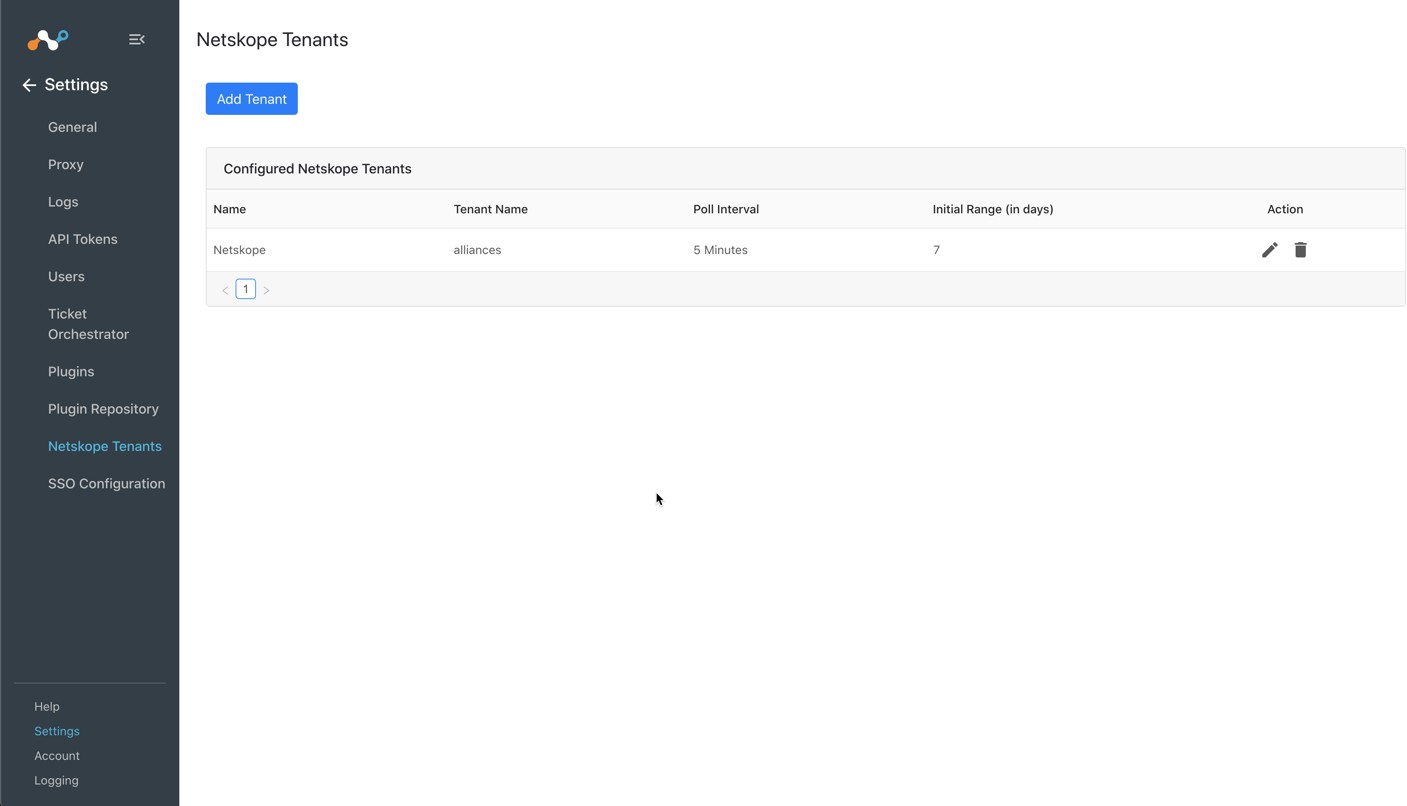 Settings
General
Proxy
Logs
API Tokens
Users
Ticket
Orchestrator
Plugins
Plugin Repository
Netskope Tenants
SSO Configuration
Help
Settings
Account
Logging
Netskope Tenants
Add Tenant
Configured Netskope Tenants
Name Tenant Name Poll Interval Initial Range (in days) Action
Netskope alliances 5 Minutes 7
< 1 >